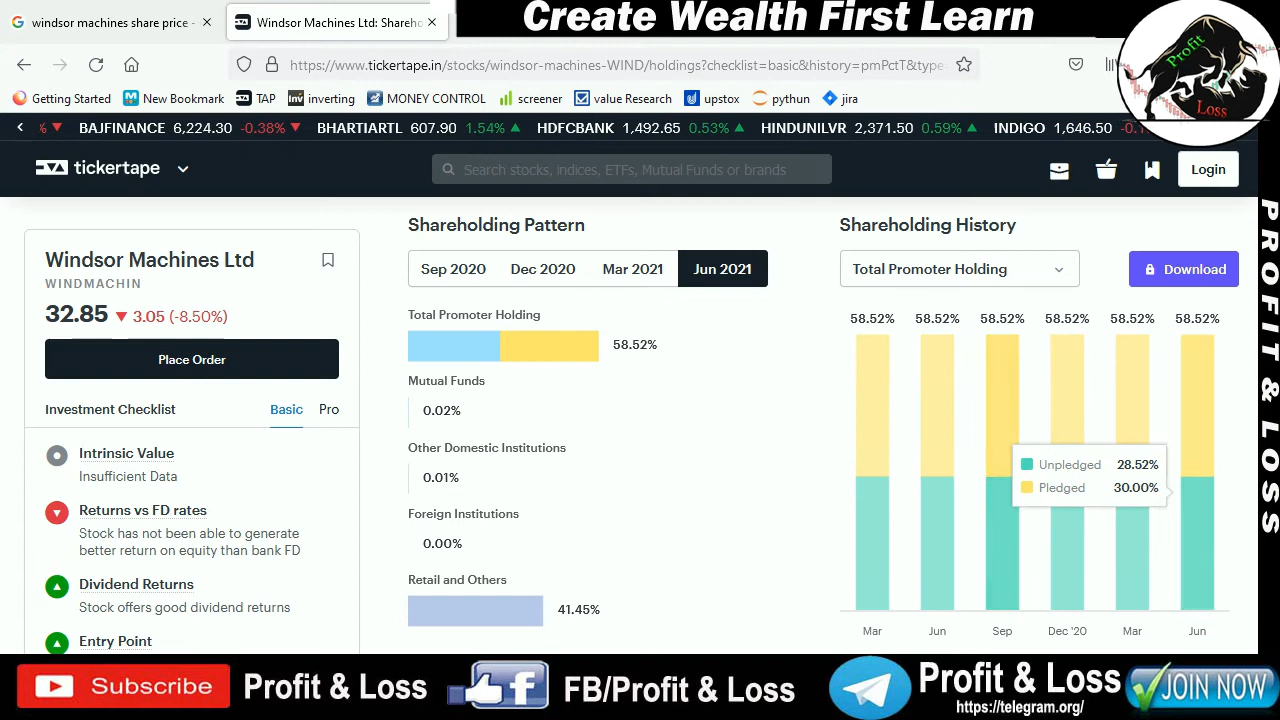 windsor machines share price -
Windsor Machines Ltd: Shareho
Create Wealth First Learn
https://www.tickertape.in/stocks/windsor-machines-WIND/holdings?checklist=basic&history=pmPctT&type=
Getting Started
New Bookmark
TAP
inverting
MONEY CONTROL
screener
value Research
upstox
pythun
jira
Profit
Loss
% BAJFINANCE 6,224.30 -0.38% BHARTIARTL 607.30 1.54% HDFCBANK 1,492.65 0.53% HINDUNILVR 2,371.50 0.59% INDIGO 1,646.50
tickertape
Search stocks, indices, ETFs, Mutual Funds or brands
Login
Windsor Machines Ltd
WINDMACHIN
32.85 3.05 (-8.50%)
Place Order
Investment Checklist
Basic
Pro
Intrinsic Value
Insufficient Data
Returns vs FD rates
Stock has not been able to generate
better return on equity than bank FD
Dividend Returns
Stock offers good dividend returns
Entry Point
Shareholding Pattern
Sep 2020
Dec 2020
Mar 2021
Jun 2021
Total Promoter Holding
58.52%
Mutual Funds
0.02%
Other Domestic Institutions
0.01%
Foreign Institutions
0.00%
Retail and Others
41.45%
Shareholding History
Total Promoter Holding
Download
58.52% 58.52% 58.52% 58.52% 58.52% 58.52%
Unpledged 28.52%
Pledged 30.00%
Mar Jun Sep Dec '20 Mar Jun
PROFIT & LOSS
Subscribe
Profit & Loss
f
FB/Profit & Loss
Profit & Loss
https://telegram.org/
JOIN NOW